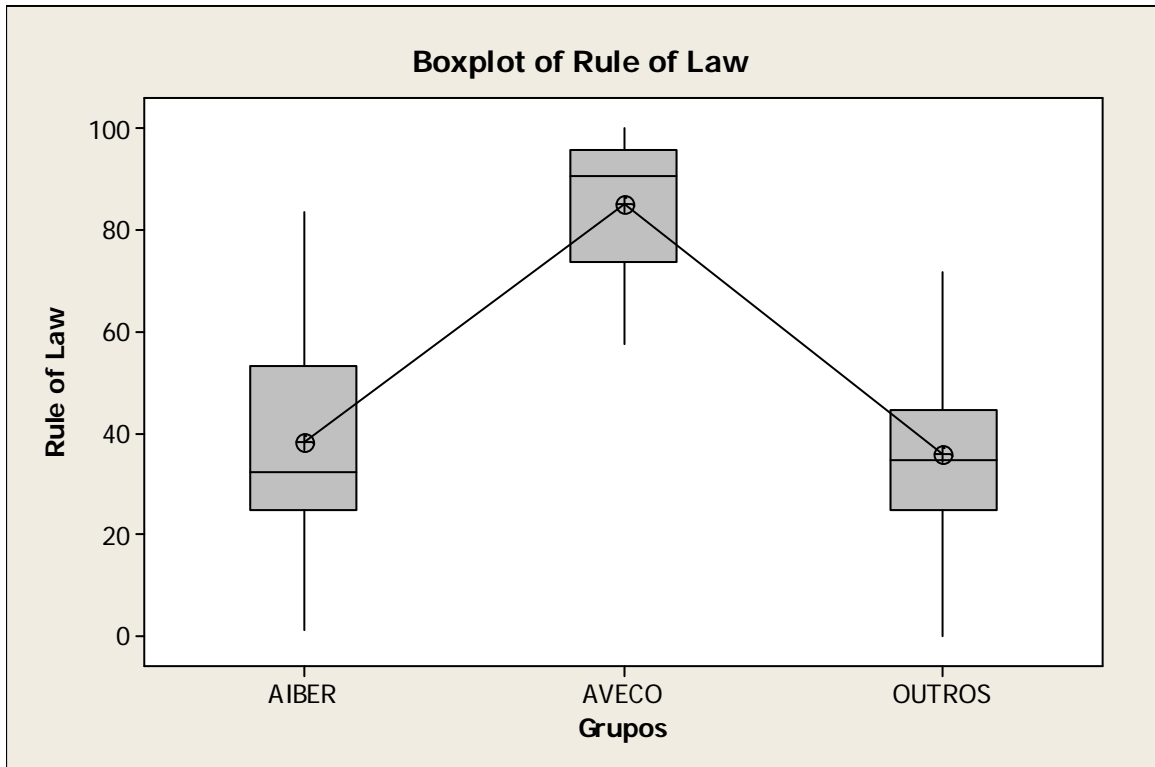 Boxplot of Rule of Law
Rule of Law
100
80
60
40
20
0
AIBER AVECO OUTROS
Grupos